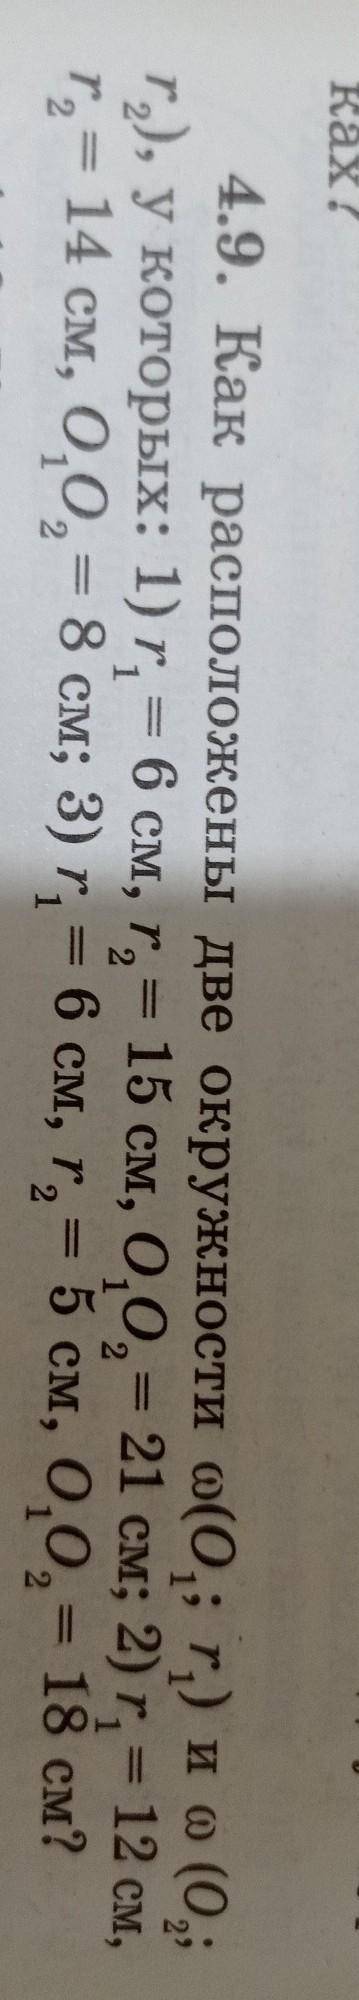 ках?
4.9. Как расположены две окружности ω(O₁; r₁) и ω (O₂;
r₂), у которых: 1) r₁ = 6 см, r₂ = 15 см, O₁O₂ = 21 см; 2) r₁ = 12 см,
r₂ = 14 см, O₁O₂ = 8 см; 3) r₁ = 6 см, r₂ = 5 см, O₁O₂ = 18 см?